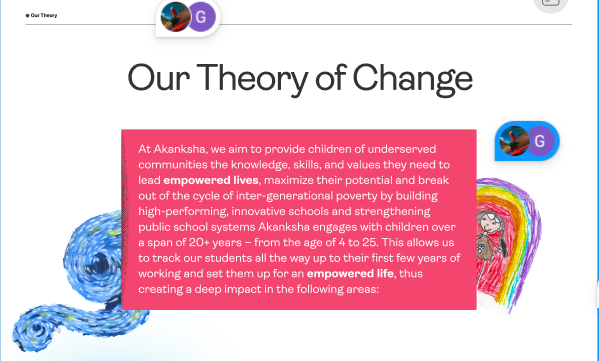 Our Theory
G
Our Theory of Change
G
At Akanksha, we aim to provide children of underserved
communities the knowledge, skills, and values they need to
lead empowered lives, maximize their potential and break
out of the cycle of inter-generational poverty by building
high-performing, innovative schools and strengthening
public school systems Akanksha engages with children over
a span of 20+ years – from the age of 4 to 25. This allows us
to track our students all the way up to their first few years of
working and set them up for an empowered life, thus
creating a deep impact in the following areas: